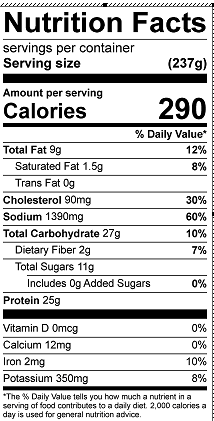 Nutrition Facts
servings per container
Serving size (237g)
Amount per serving
Calories 290
% Daily Value*
Total Fat 9g 12%
Saturated Fat 1.5g 8%
Trans Fat 0g
Cholesterol 90mg 30%
Sodium 1390mg 60%
Total Carbohydrate 27g 10%
Dietary Fiber 2g 7%
Total Sugars 11g
Includes 0g Added Sugars 0%
Protein 25g
Vitamin D 0mcg 0%
Calcium 12mg 0%
Iron 2mg 10%
Potassium 350mg 8%
*The % Daily Value tells you how much a nutrient in a
serving of food contributes to a daily diet. 2,000 calories a
day is used for general nutrition advice.